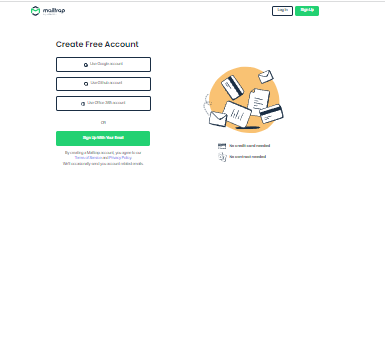 mailtrap
Log In
Sign Up
Create Free Account
Use Google account
Use GitHub account
Use Office 365 account
OR
Sign Up With Your Email
By creating a Mailtrap account, you agree to our
Terms of Service and Privacy Policy.
We'll occasionally send you account-related emails.
No credit card needed
No contract needed